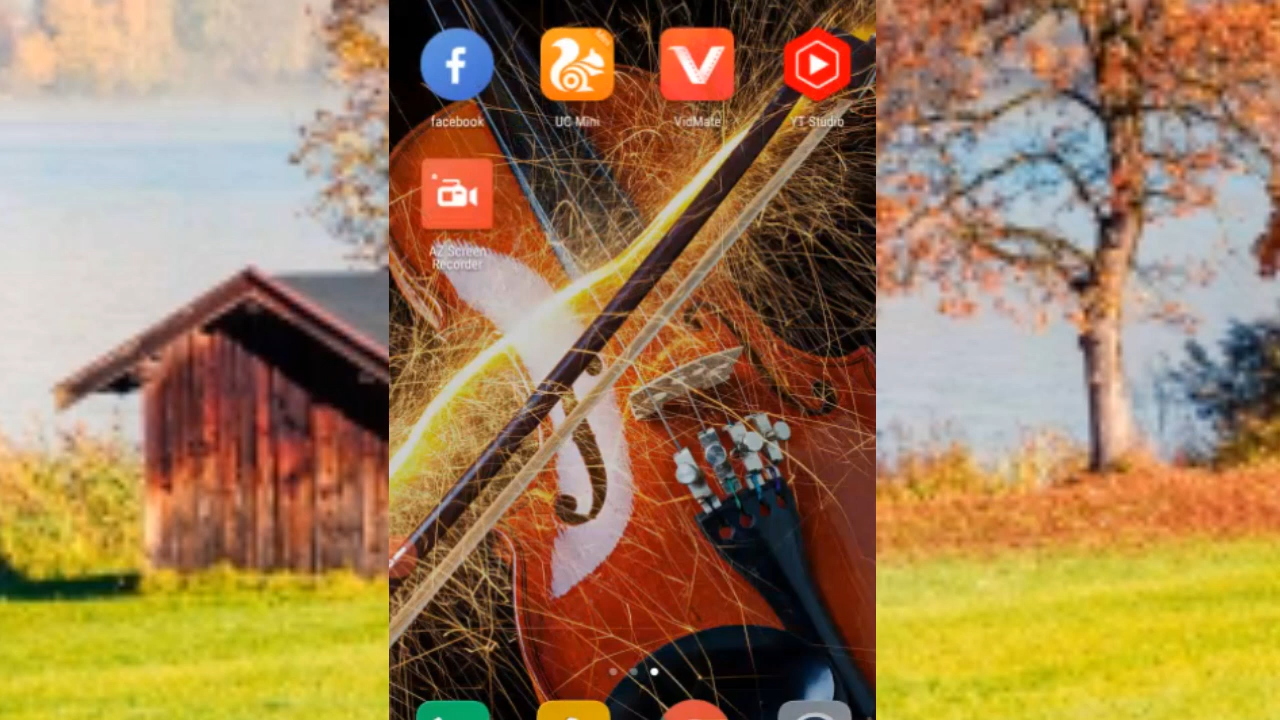 facebook
UC Mini
VidMate
YT Studio
AZ Screen
Recorder